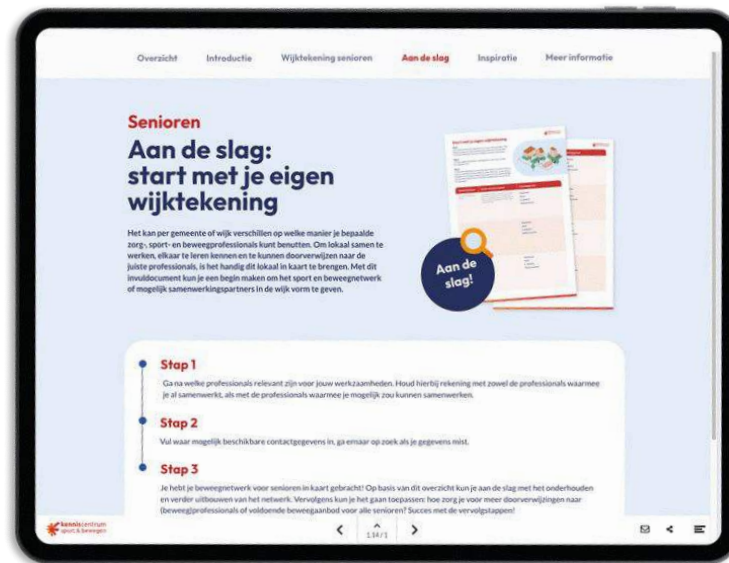 Overzicht Introductie Wijktekening senioren Aan de slag Inspiratie Meer informatie
Senioren
Aan de slag:
start met je eigen
wijktekening
Het kan per gemeente of wijk verschillen op welke manier je bepaalde
zorg-, sport- en beweegprofessionals kunt benutten. Om lokaal samen te
werken, elkaar te leren kennen en te kunnen doorverwijzen naar de
juiste professionals, is het handig dit lokaal in kaart te brengen. Met dit
invuldocument kun je een begin maken om het sport en beweegnetwerk
of mogelijk samenwerkingspartners in de wijk vorm te geven.
Aan de
slag!
Stap 1
Ga na welke professionals relevant zijn voor jouw werkzaamheden. Houd hierbij rekening met zowel de professionals waarmee
je al samenwerkt, als met de professionals waarmee je mogelijk zou kunnen samenwerken.
Stap 2
Vul waar mogelijk beschikbare contactgegevens in, ga ernaar op zoek als je gegevens mist.
Stap 3
Je hebt je beweegnetwerk voor senioren in kaart gebracht! Op basis van dit overzicht kun je aan de slag met het onderhouden
en verder uitbouwen van het netwerk. Vervolgens kun je het gaan toepassen: hoe zorg je voor meer doorverwijzingen naar
(beweeg)professionals of voldoende beweegaanbod voor alle senioren? Succes met de vervolgstappen!
kenniscentrum
sport & bewegen